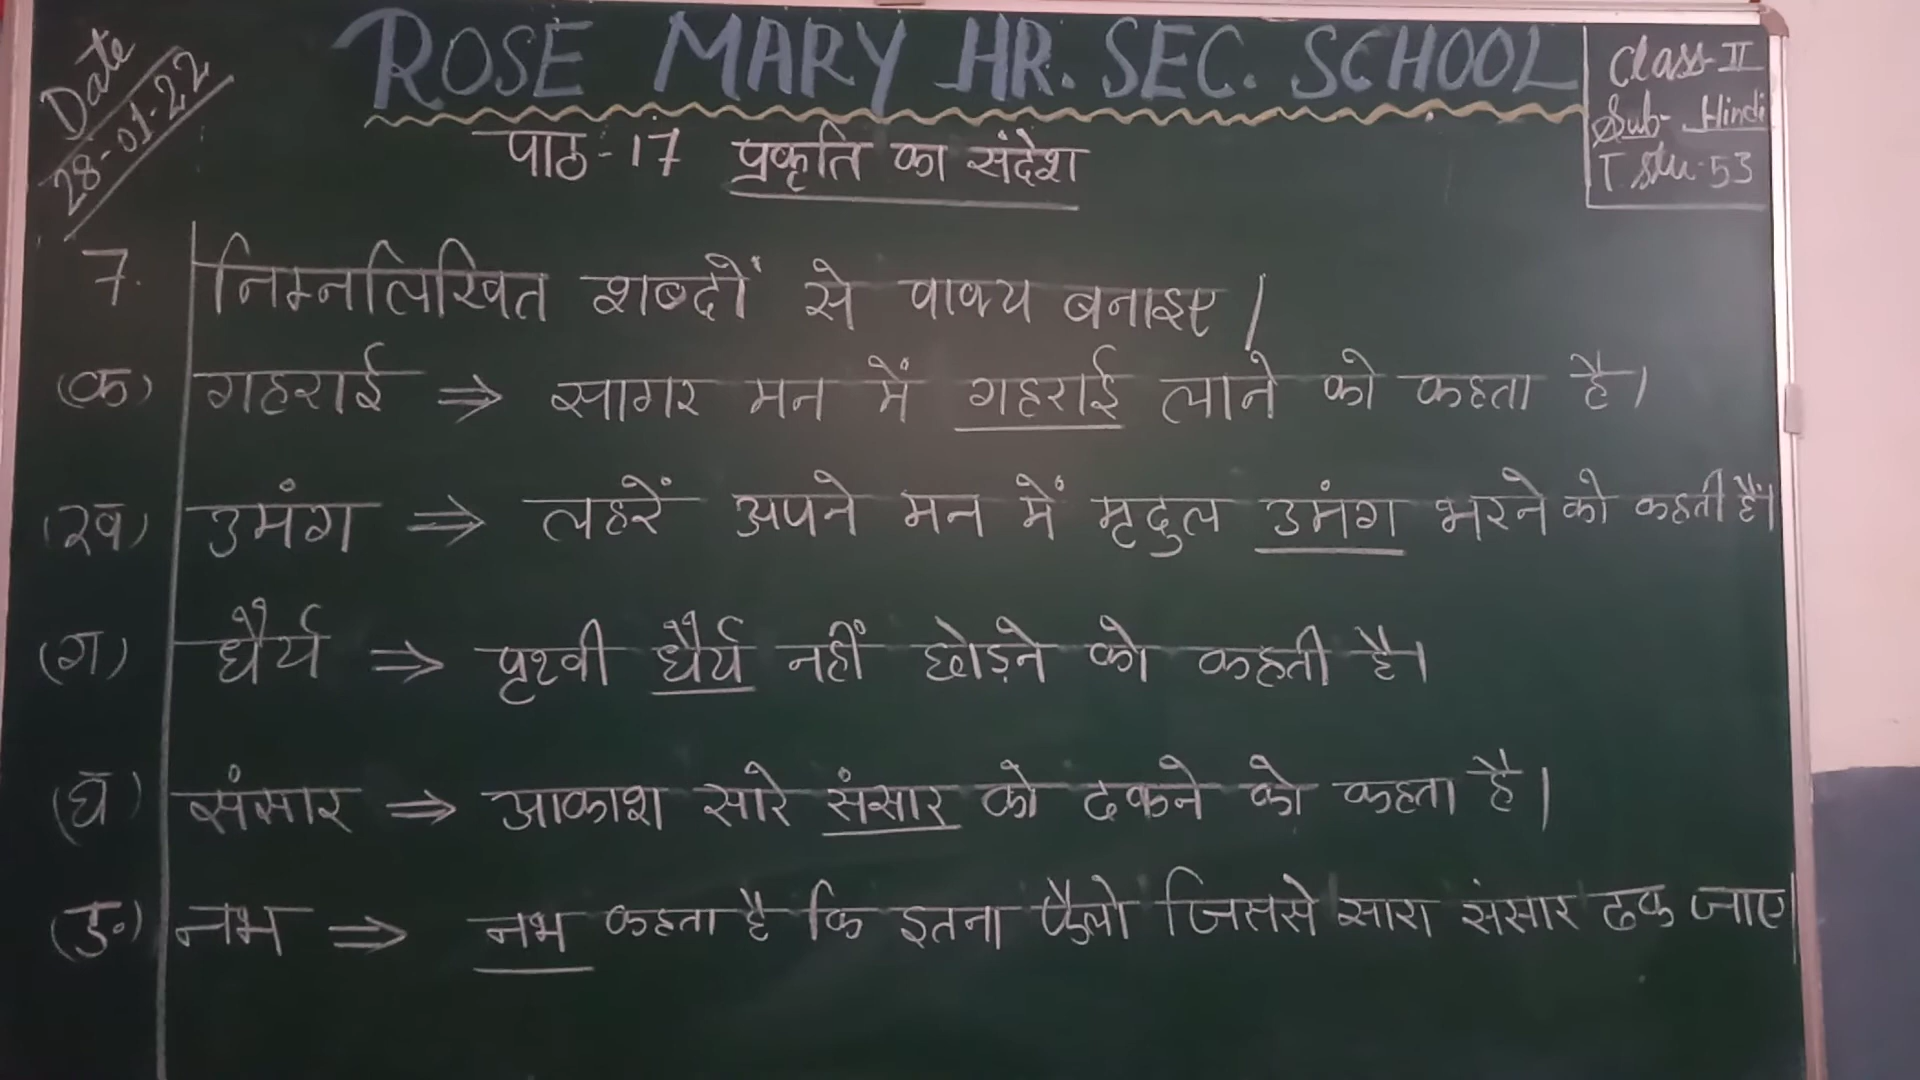 Date
28-01-22
ROSE MARY HR. SEC. SCHOOL
Class-II
Sub- Hindi
T. Stu-53
पाठ-17 प्रकृति का संदेश
7. निम्नलिखित शब्दों से वाक्य बनाइए।
(क) गहराई ⇒ सागर मन में गहराई लाने को कहता है।
(ख) उमंग ⇒ लहरें अपने मन में मृदुल उमंग भरने को कहती हैं।
(ग) धैर्य ⇒ पृथ्वी धैर्य नहीं छोड़ने को कहती है।
(घ) संसार ⇒ आकाश सारे संसार को ढकने को कहता है।
(ङ) नभ ⇒ नभ कहता है कि इतना फैलो जिससे सारा संसार ढक जाए।